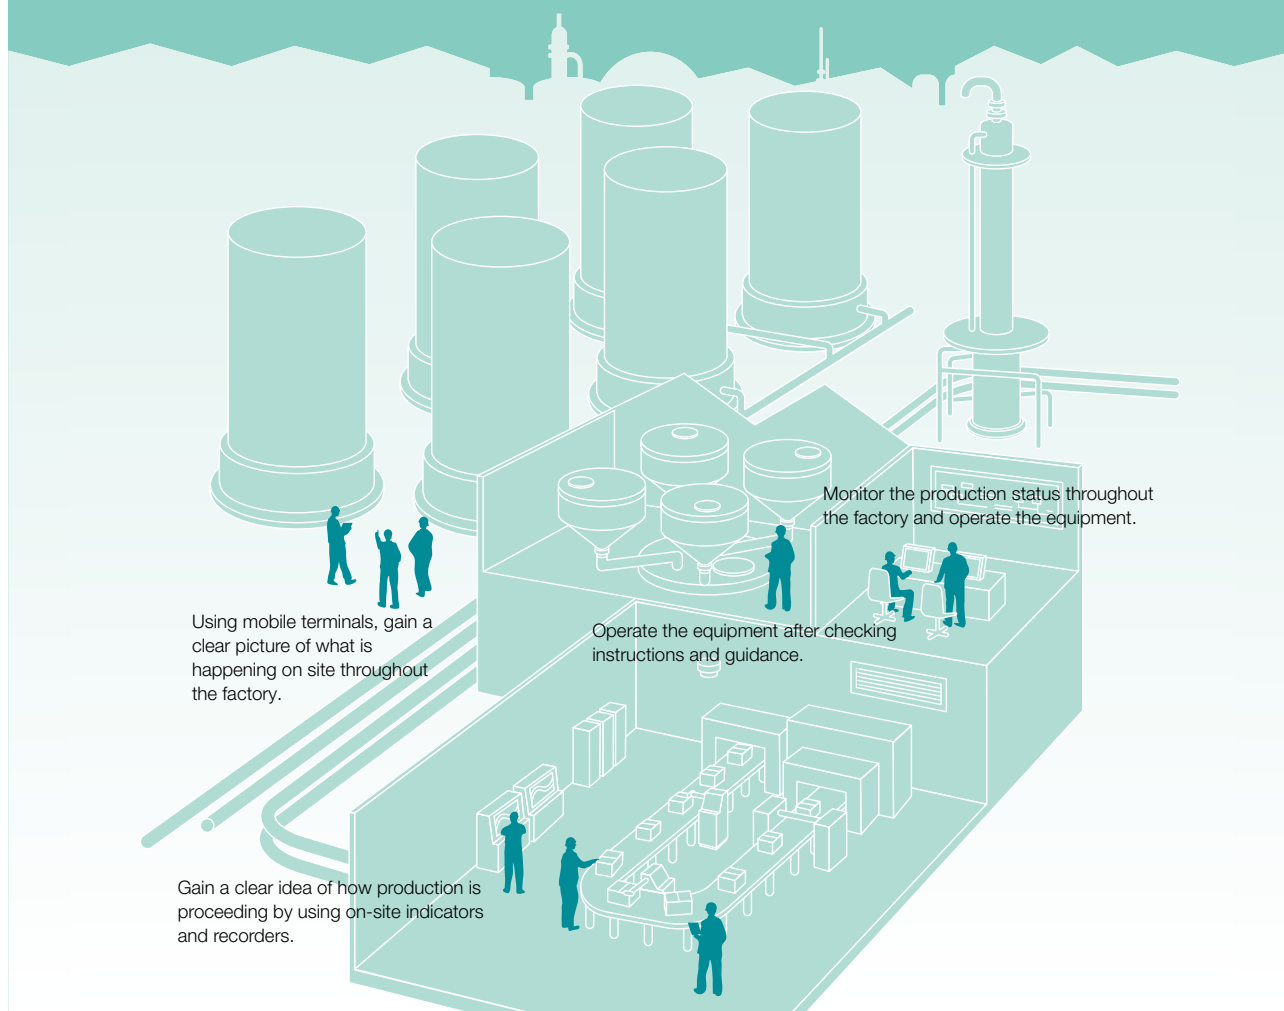 Monitor the production status throughout
the factory and operate the equipment.
Using mobile terminals, gain a
clear picture of what is
happening on site throughout
the factory.
Operate the equipment after checking
instructions and guidance.
Gain a clear idea of how production is
proceeding by using on-site indicators
and recorders.